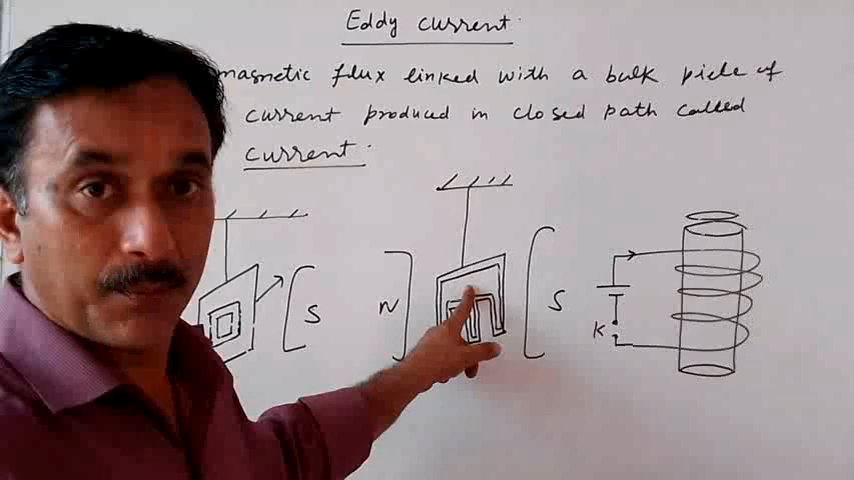 Eddy current
magnetic flux linked with a bulk piece of
current produced in closed path called
current.
S N S
K